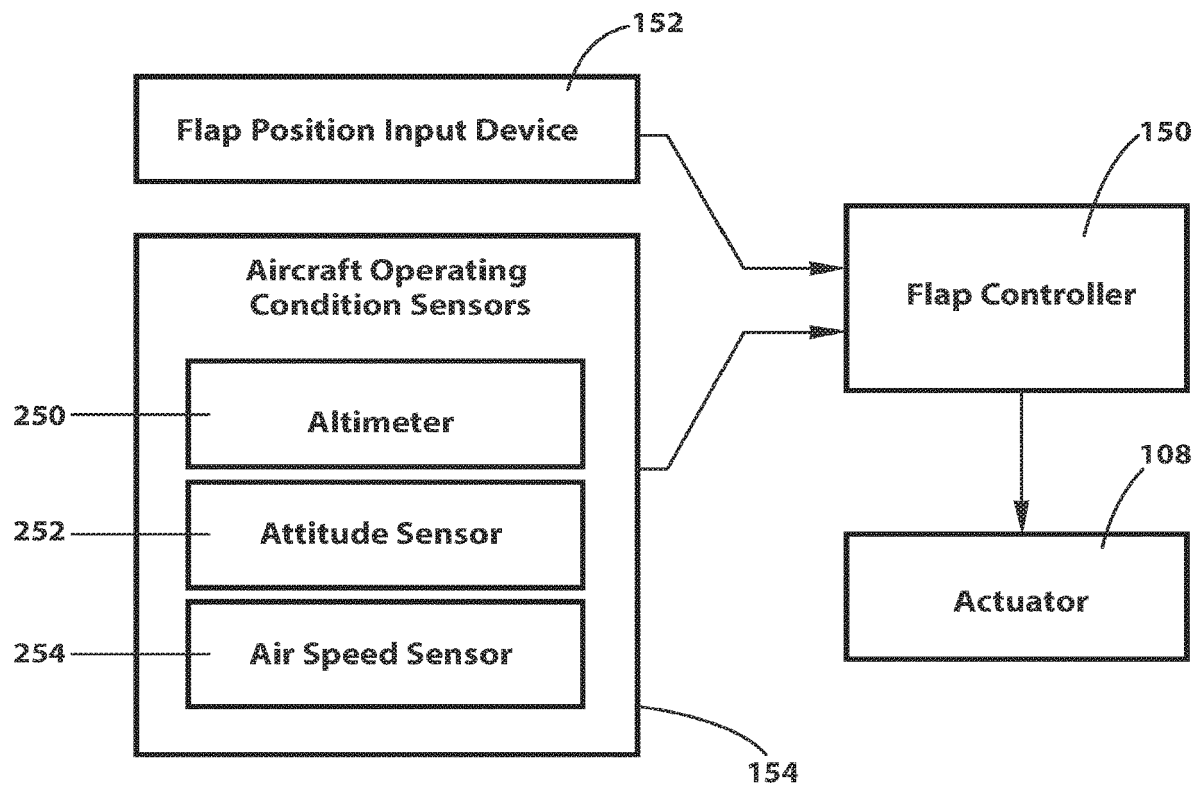 152
Flap Position Input Device
150
Aircraft Operating
Condition Sensors
Flap Controller
250
Altimeter
108
252
Attitude Sensor
Actuator
254
Air Speed Sensor
154